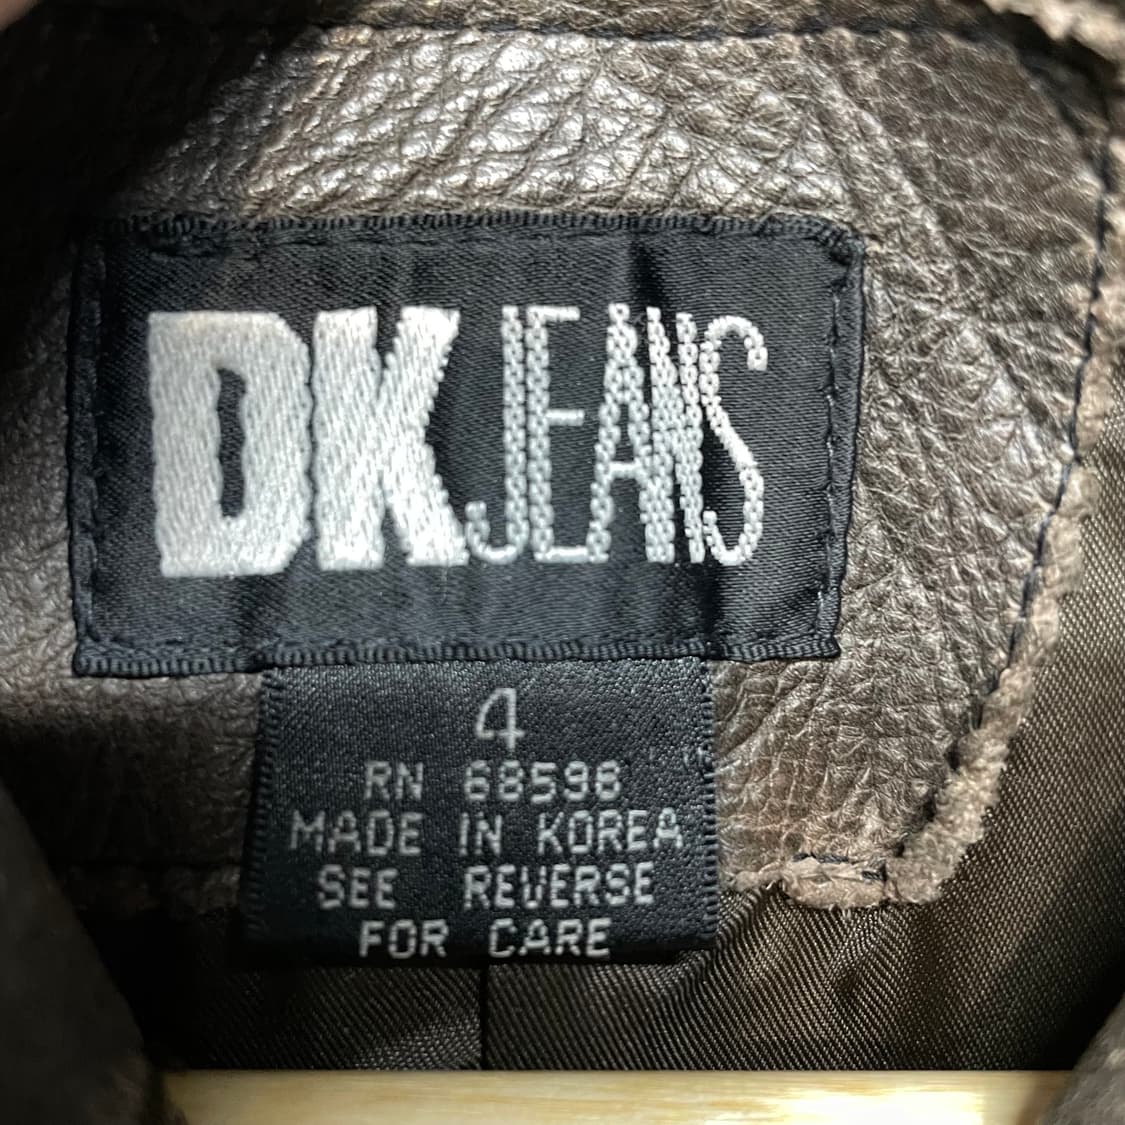 DKJEANS
4
RN 68598
MADE IN KOREA
SEE REVERSE
FOR CARE